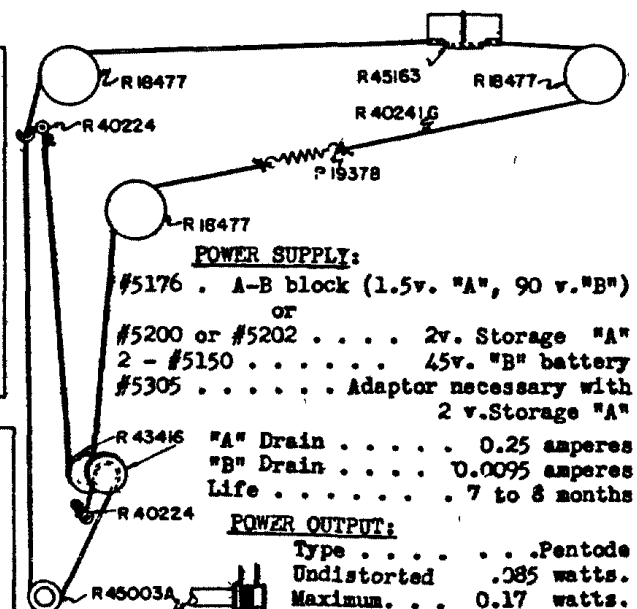 R18477
R45163
R18477
R40241G
R40224
P19378
R18477
POWER SUPPLY:
#5176 . A-B block (1.5v. "A", 90 v."B")
or
#5200 or #5202 . . . . 2v. Storage "A"
2 - #5150 . . . . . . 45v. "B" battery
#5305 . . . . . . Adaptor necessary with
2 v.Storage "A"
R43416
"A" Drain . . . . . 0.25 amperes
"B" Drain . . . . 0.0095 amperes
Life . . . . . . . 7 to 8 months
R40224
POWER OUTPUT:
Type . . . . . . .Pentode
Undistorted .085 watts.
R45003A
Maximum. . . 0.17 watts.